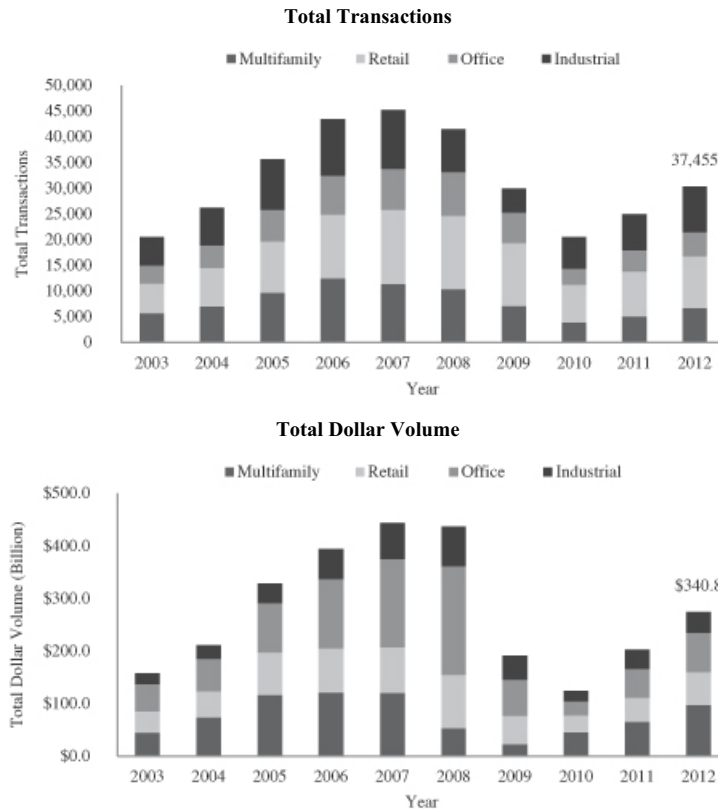 Total Transactions
Multifamily Retail Office Industrial
50,000
45,000
40,000
35,000
30,000
25,000
20,000
15,000
10,000
5,000
0
Total Transactions
37,455
2003 2004 2005 2006 2007 2008 2009 2010 2011 2012
Year
Total Dollar Volume
Multifamily Retail Office Industrial
$500.0
$400.0
$300.0
$200.0
$100.0
$0.0
Total Dollar Volume (Billion)
$340.8
2003 2004 2005 2006 2007 2008 2009 2010 2011 2012
Year